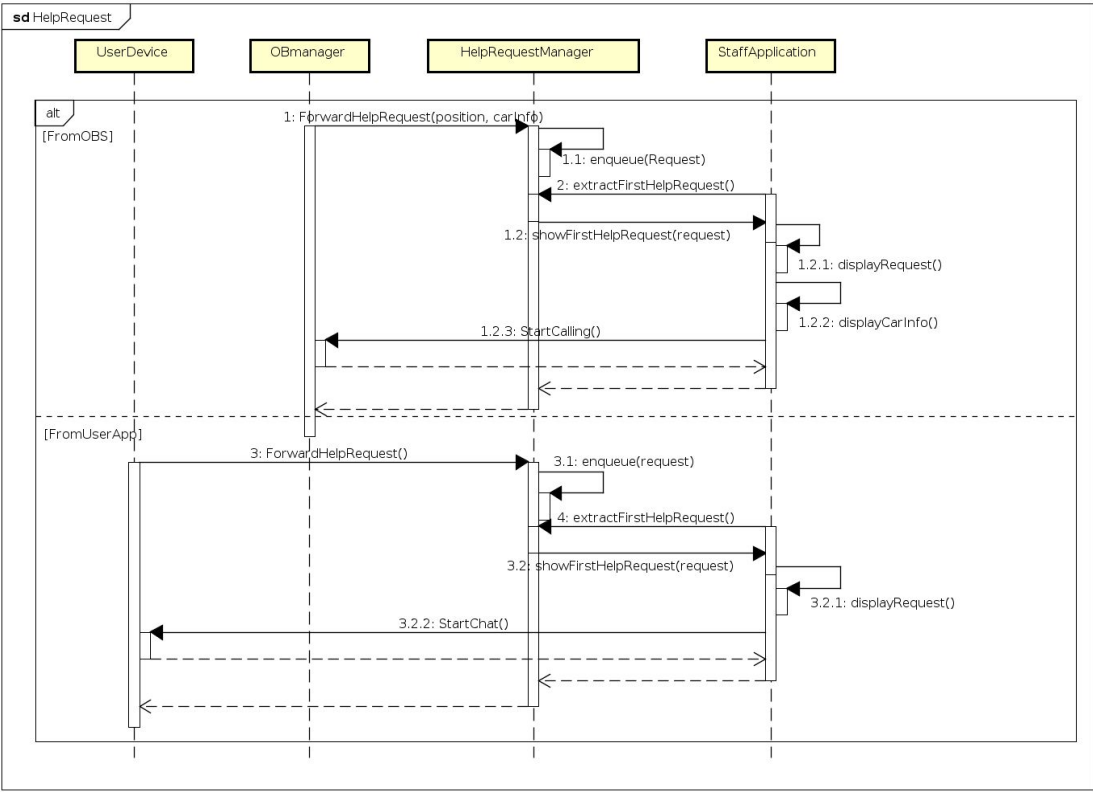 sd HelpRequest
UserDevice
OBmanager
HelpRequestManager
StaffApplication
alt
[FromOBS]
1: ForwardHelpRequest(position, carInfo)
1.1: enqueue(Request)
2: extractFirstHelpRequest()
1.2: showFirstHelpRequest(request)
1.2.1: displayRequest()
1.2.2: displayCarInfo()
1.2.3: StartCalling()
[FromUserApp]
3: ForwardHelpRequest()
3.1: enqueue(request)
4: extractFirstHelpRequest()
3.2: showFirstHelpRequest(request)
3.2.1: displayRequest()
3.2.2: StartChat()